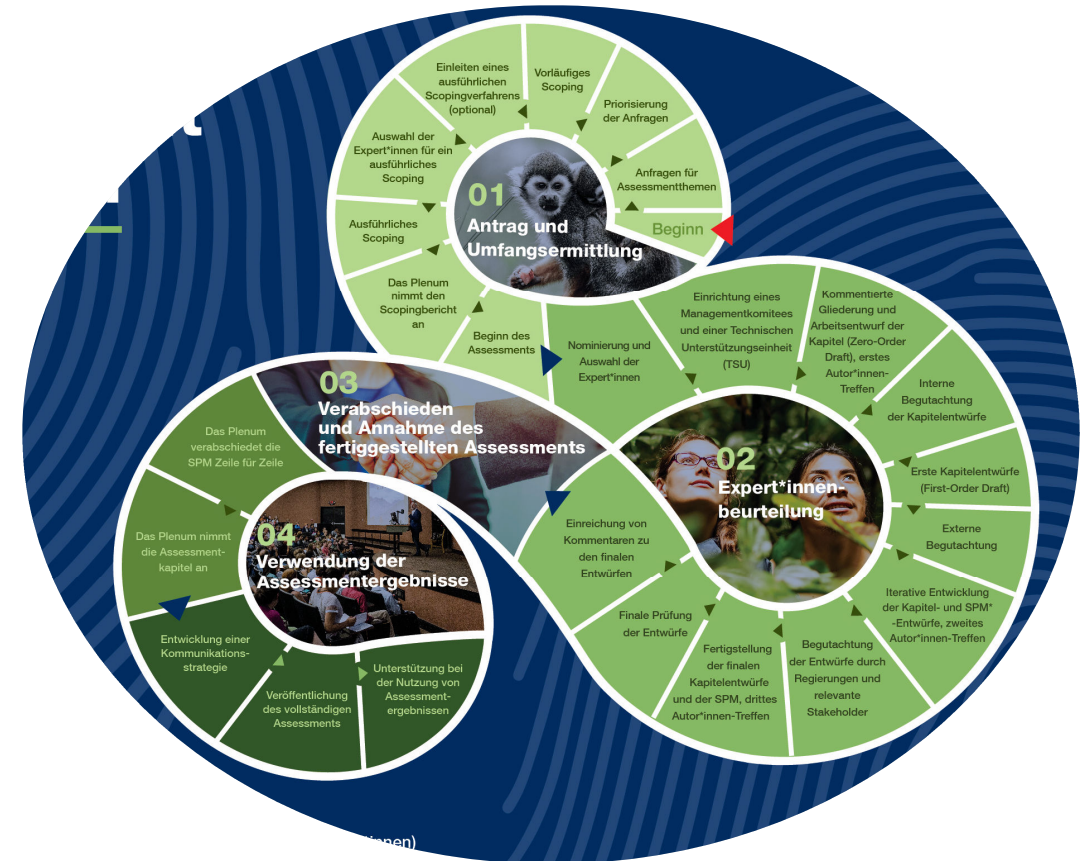 t
01
Antrag und
Umfangsermittlung
Beginn
Anfragen für
Assessmentthemen
Priorisierung
der Anfragen
Vorläufiges
Scoping
Einleiten eines
ausführlichen
Scopingverfahrens
(optional)
Auswahl der
Expert*innen für ein
ausführliches
Scoping
Ausführliches
Scoping
Das Plenum
nimmt den
Scopingbericht
an
Beginn des
Assessments
02
Expert*innen-
beurteilung
Nominierung und
Auswahl der
Expert*innen
Einrichtung eines
Managementkomitees
und einer Technischen
Unterstützungseinheit
(TSU)
Kommentierte
Gliederung und
Arbeitsentwurf der
Kapitel (Zero-Order
Draft), erstes
Autor*innen-
Treffen
Interne
Begutachtung
der Kapitelentwürfe
Erste Kapitelentwürfe
(First-Order Draft)
Externe
Begutachtung
Iterative Entwicklung
der Kapitel- und SPM*
-Entwürfe, zweites
Autor*innen-Treffen
Begutachtung
der Entwürfe durch
Regierungen und
relevante
Stakeholder
Fertigstellung
der finalen
Kapitelentwürfe
und der SPM, drittes
Autor*innen-Treffen
Finale Prüfung
der Entwürfe
Einreichung von
Kommentaren zu
den finalen
Entwürfen
03
Verabschieden
und Annahme des
fertiggestellten Assessments
Das Plenum
verabschiedet die
SPM Zeile für Zeile
Das Plenum nimmt
die Assessment-
kapitel an
04
Verwendung der
Assessmentergebnisse
Entwicklung einer
Kommunikations-
strategie
Veröffentlichung
des vollständigen
Assessments
Unterstützung bei
der Nutzung von
Assessment-
ergebnissen
innen)